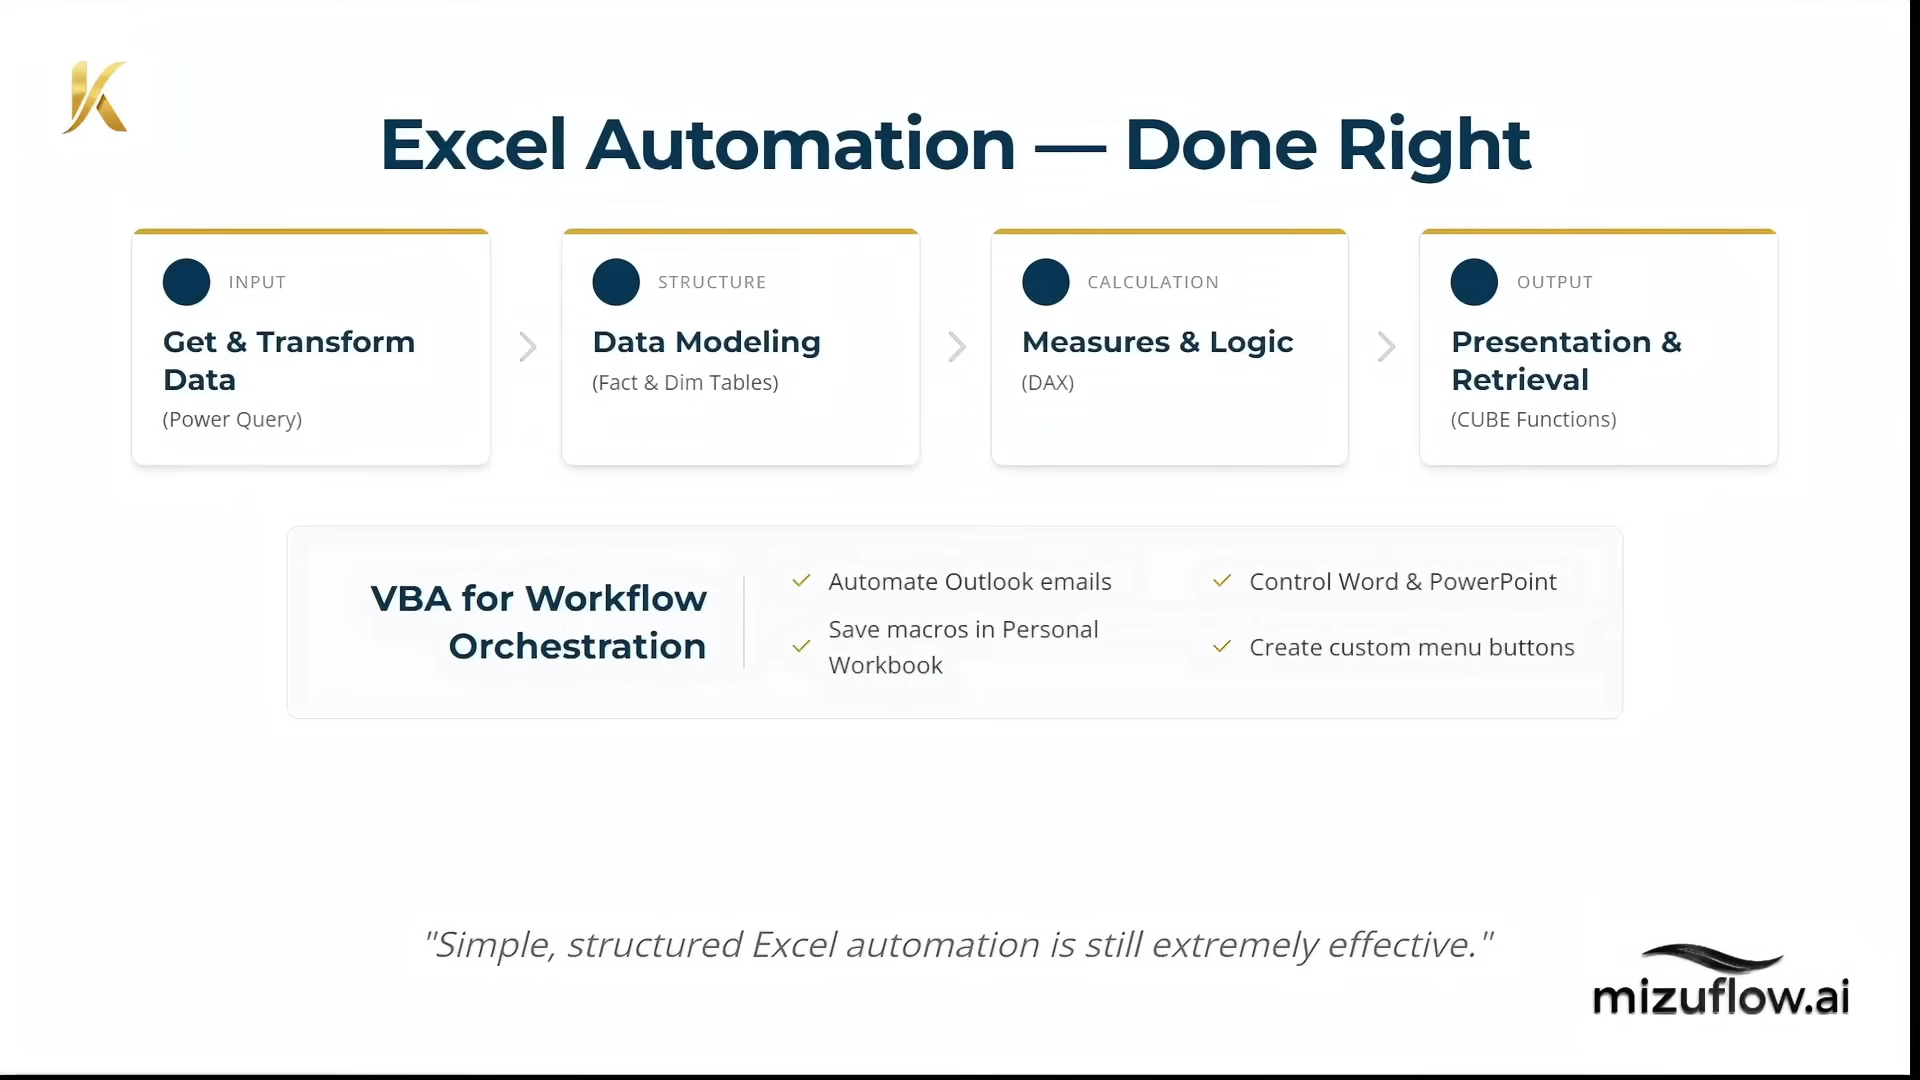 K
Excel Automation — Done Right
INPUT
Get & Transform
Data
(Power Query)
STRUCTURE
Data Modeling
(Fact & Dim Tables)
CALCULATION
Measures & Logic
(DAX)
OUTPUT
Presentation &
Retrieval
(CUBE Functions)
VBA for Workflow
Orchestration
Automate Outlook emails
Save macros in Personal
Workbook
Control Word & PowerPoint
Create custom menu buttons
"Simple, structured Excel automation is still extremely effective."
mizuflow.ai